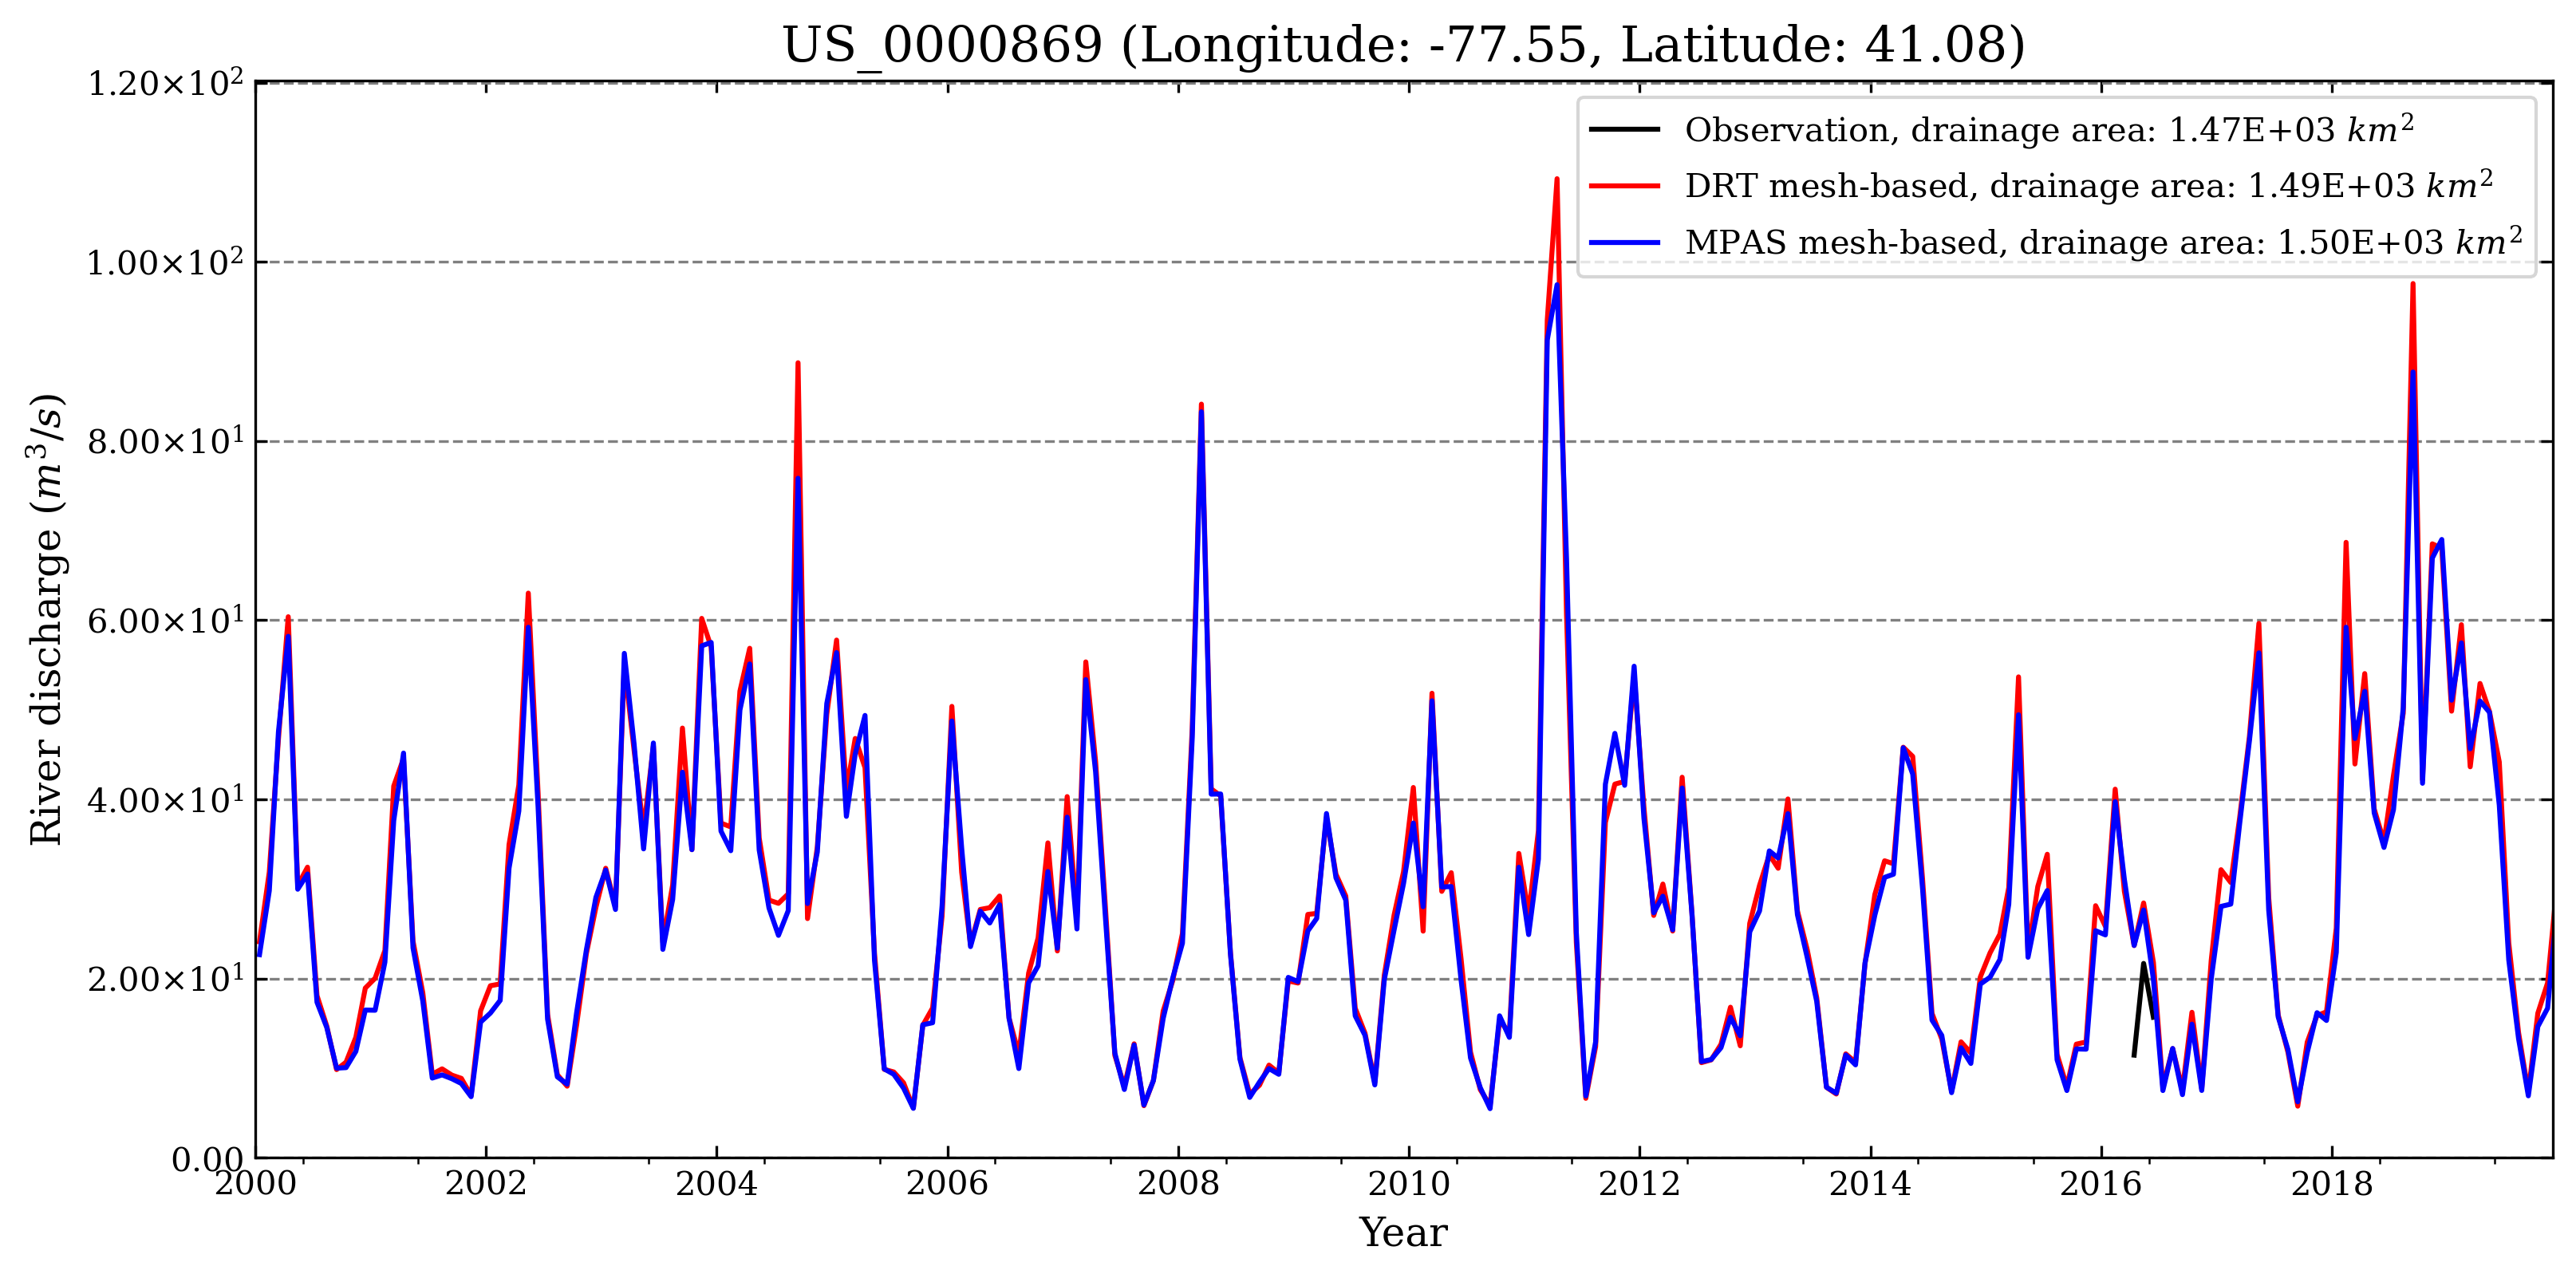 US_0000869 (Longitude: -77.55, Latitude: 41.08)
Observation, drainage area: 1.47E+03 km²
DRT mesh-based, drainage area: 1.49E+03 km²
MPAS mesh-based, drainage area: 1.50E+03 km²
River discharge (m³/s)
1.20×10²
1.00×10²
8.00×10¹
6.00×10¹
4.00×10¹
2.00×10¹
0.00
2000 2002 2004 2006 2008 2010 2012 2014 2016 2018
Year